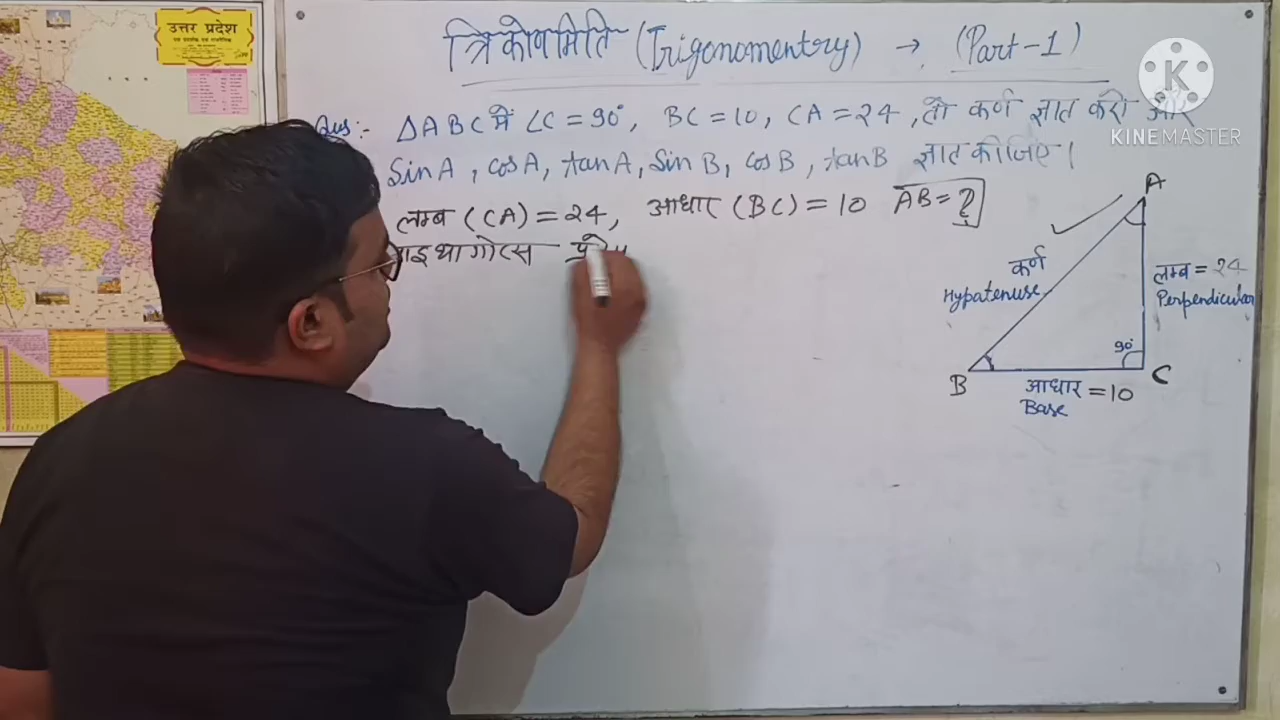 उत्तर प्रदेश
त्रिकोणमिति (Trigonomentry) → (Part-1)
Ques:- ΔABC में ∠C = 90°, BC = 10, CA = 24, तो कर्ण ज्ञात करो और
Sin A, cos A, tan A, Sin B, cos B, tan B ज्ञात कीजिए।
लम्ब (CA) = 24, आधार (BC) = 10 AB = ?
पाइथागोरस
A
कर्ण
Hypatenuse
लम्ब = 24
Perpendicular
90°
B
C
आधार = 10
Base
K
KINEMASTER